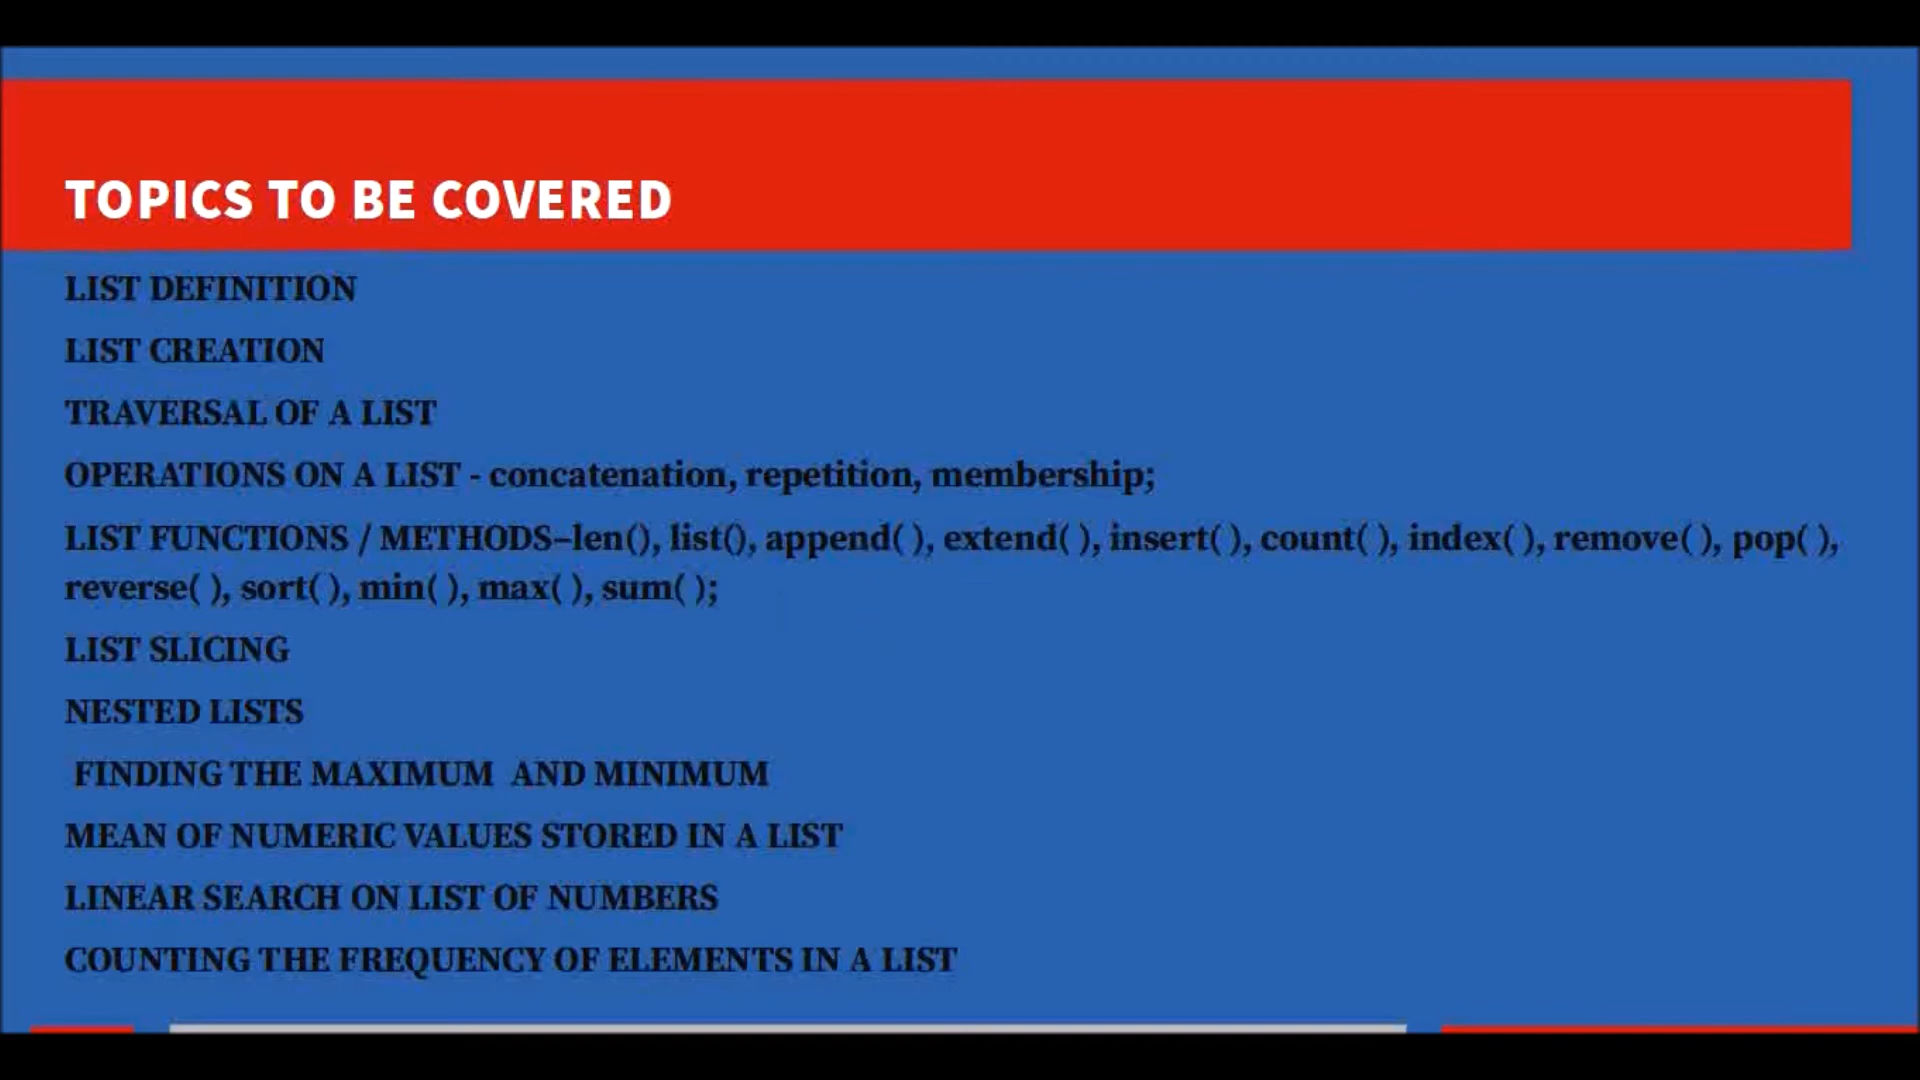 TOPICS TO BE COVERED
LIST DEFINITION
LIST CREATION
TRAVERSAL OF A LIST
OPERATIONS ON A LIST - concatenation, repetition, membership;
LIST FUNCTIONS / METHODS–len(), list(), append( ), extend( ), insert( ), count( ), index( ), remove( ), pop( ),
reverse( ), sort( ), min( ), max( ), sum( );
LIST SLICING
NESTED LISTS
FINDING THE MAXIMUM  AND MINIMUM
MEAN OF NUMERIC VALUES STORED IN A LIST
LINEAR SEARCH ON LIST OF NUMBERS
COUNTING THE FREQUENCY OF ELEMENTS IN A LIST